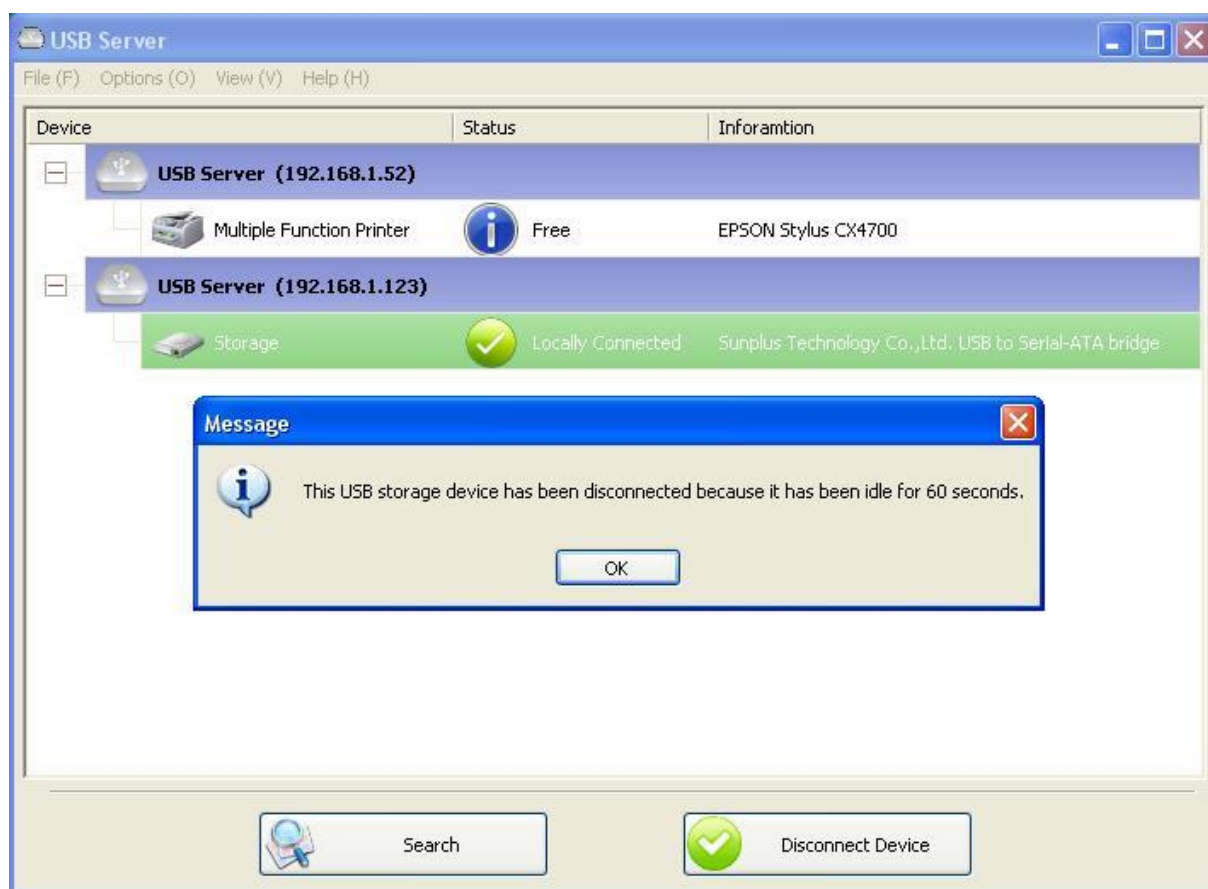 USB Server
File (F) Options (O) View (V) Help (H)
Device Status Inforamtion
USB Server (192.168.1.52)
Multiple Function Printer Free EPSON Stylus CX4700
USB Server (192.168.1.123)
Storage Locally Connected Sunplus Technology Co.,Ltd. USB to Serial-ATA bridge
Message
This USB storage device has been disconnected because it has been idle for 60 seconds.
OK
Search Disconnect Device